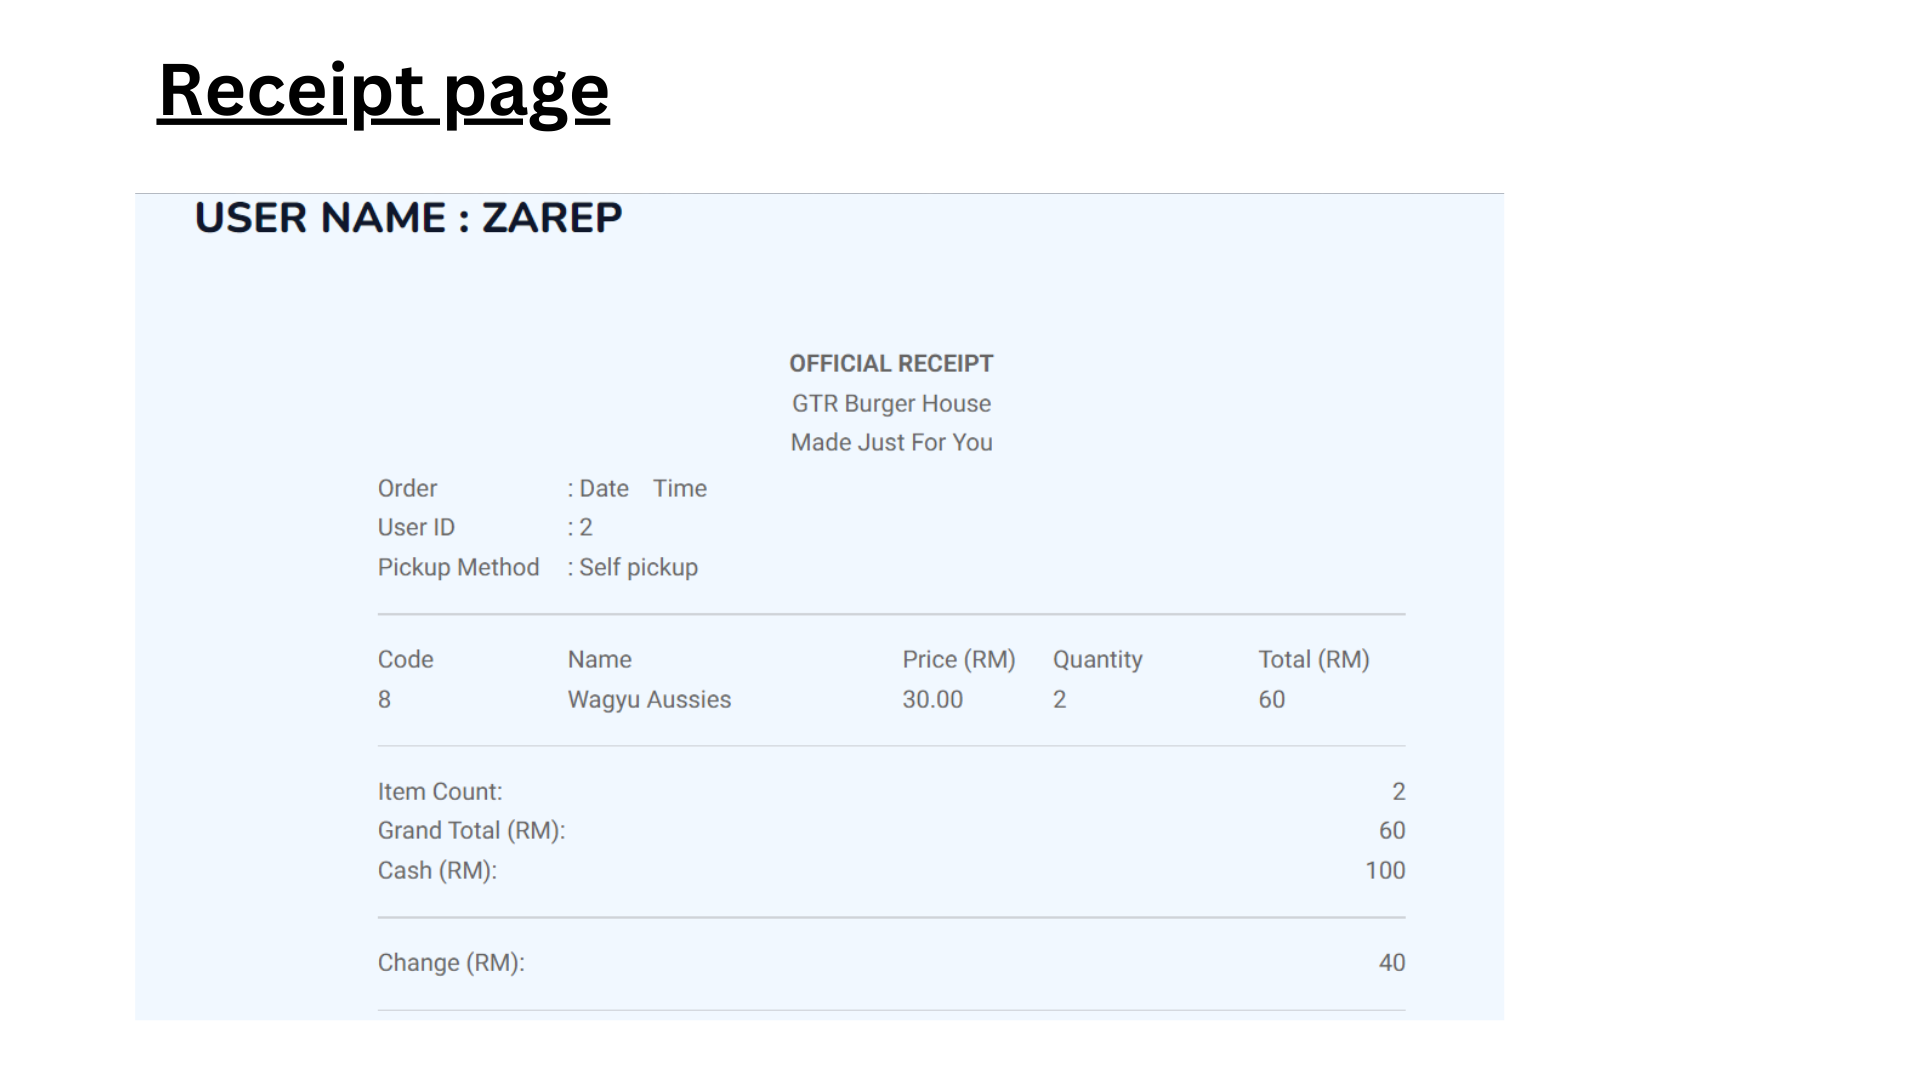 Receipt page
USER NAME : ZAREP
OFFICIAL RECEIPT
GTR Burger House
Made Just For You
Order : Date Time
User ID : 2
Pickup Method : Self pickup
Code Name Price (RM) Quantity Total (RM)
8 Wagyu Aussies 30.00 2 60
Item Count: 2
Grand Total (RM): 60
Cash (RM): 100
Change (RM): 40